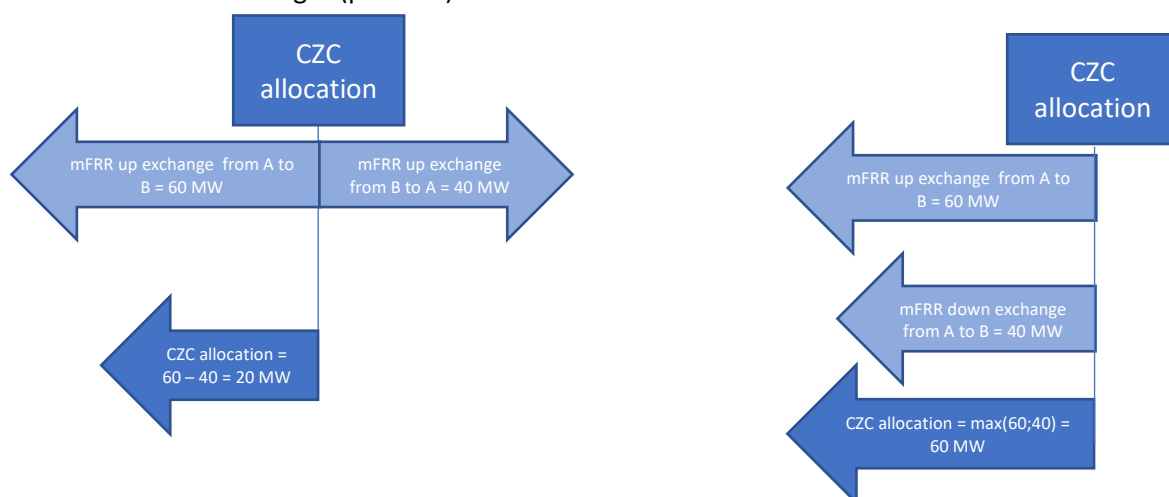 CZC
allocation
mFRR up exchange from A to
B = 60 MW
mFRR up exchange
from B to A = 40 MW
CZC allocation =
60 – 40 = 20 MW
CZC
allocation
mFRR up exchange from A to
B = 60 MW
mFRR down exchange
from A to B = 40 MW
CZC allocation = max(60;40) =
60 MW